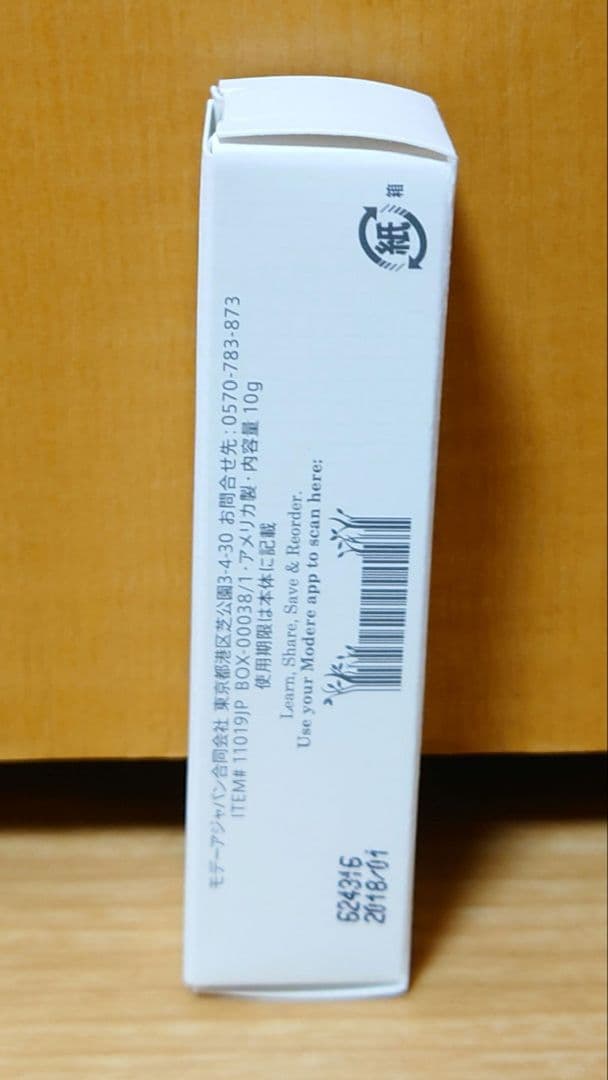 モデーアジャパン合同会社 東京都港区芝公園3-4-30 お問合せ先:0570-783-873
ITEM# 11019JP BOX-00038/1・アメリカ製・内容量 10g
使用期限は本体に記載
Learn, Share, Save & Reorder.
Use your Modere app to scan here:
箱
紙
624316
2018/01